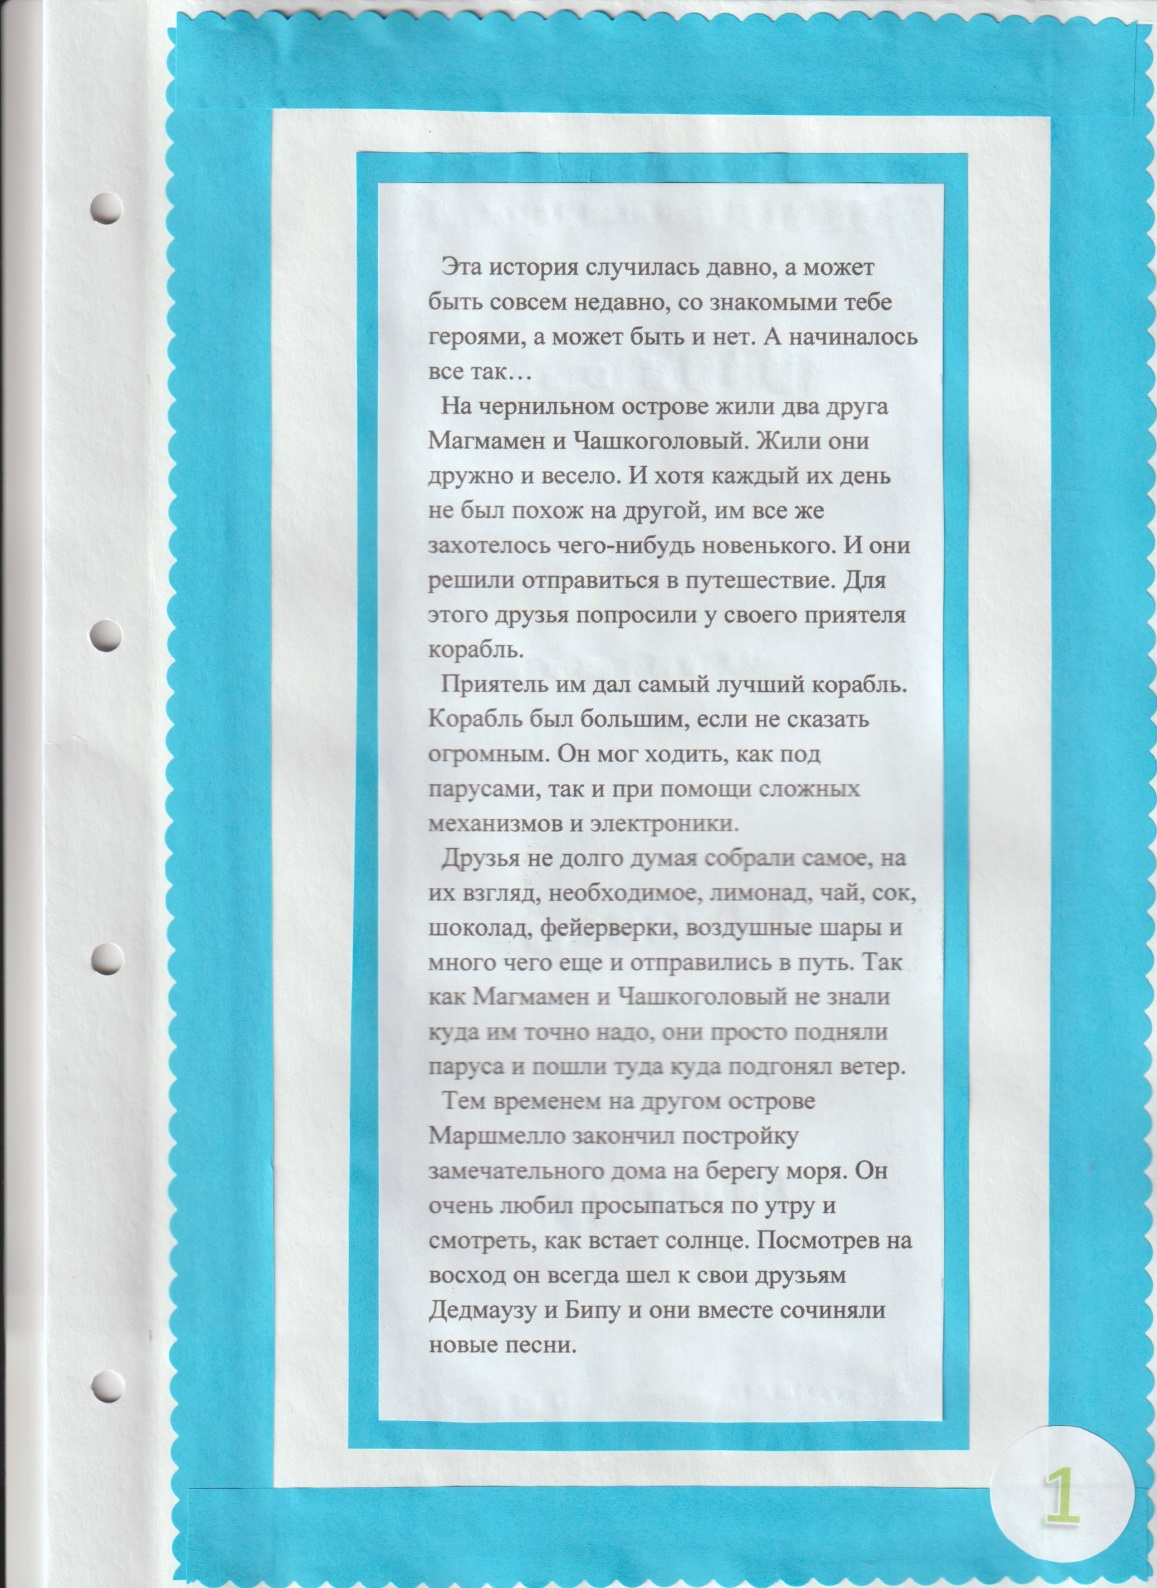 Эта история случилась давно, а может
быть совсем недавно, со знакомыми тебе
героями, а может быть и нет. А начиналось
все так…
На чернильном острове жили два друга
Магмамен и Чашкоголовый. Жили они
дружно и весело. И хотя каждый их день
не был похож на другой, им все же
захотелось чего-нибудь новенького. И они
решили отправиться в путешествие. Для
этого друзья попросили у своего приятеля
корабль.
Приятель им дал самый лучший корабль.
Корабль был большим, если не сказать
огромным. Он мог ходить, как под
парусами, так и при помощи сложных
механизмов и электроники.
Друзья не долго думая собрали самое, на
их взгляд, необходимое, лимонад, чай, сок,
шоколад, фейерверки, воздушные шары и
много чего еще и отправились в путь. Так
как Магмамен и Чашкоголовый не знали
куда им точно надо, они просто подняли
паруса и пошли туда куда подгонял ветер.
Тем временем на другом острове
Маршмелло закончил постройку
замечательного дома на берегу моря. Он
очень любил просыпаться по утру и
смотреть, как встает солнце. Посмотрев на
восход он всегда шел к свои друзьям
Дедмаузу и Бипу и они вместе сочиняли
новые песни.
1